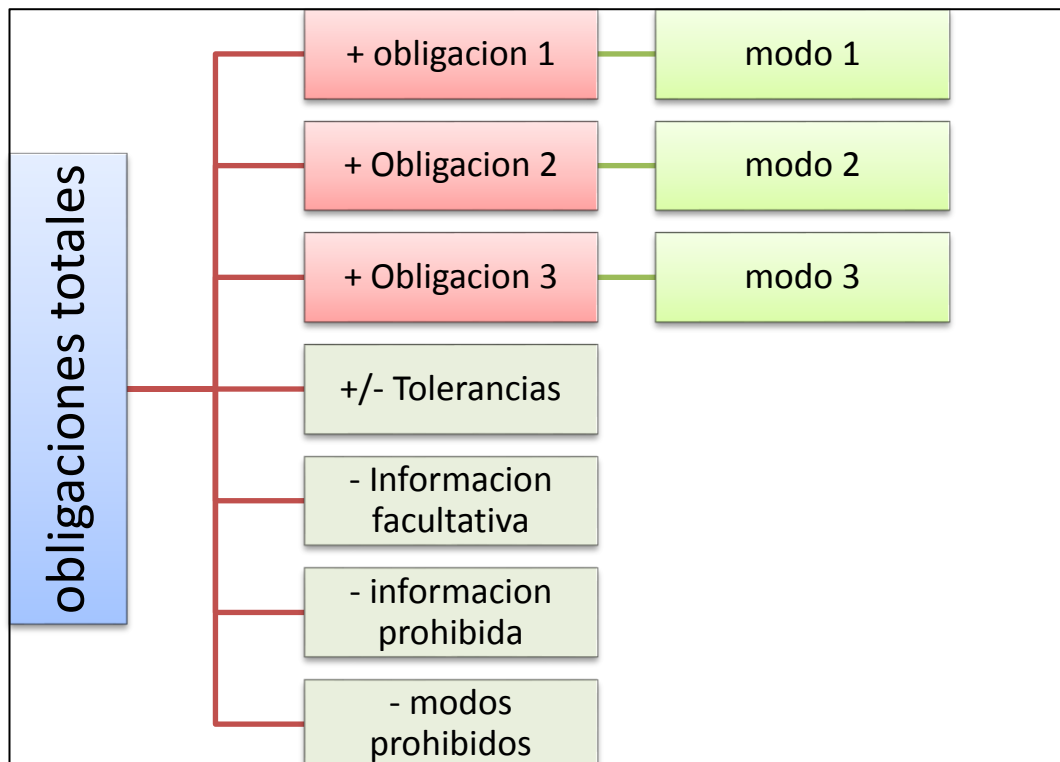 obligaciones totales
+ obligacion 1
modo 1
+ Obligacion 2
modo 2
+ Obligacion 3
modo 3
+/- Tolerancias
- Informacion
facultativa
- informacion
prohibida
- modos
prohibidos